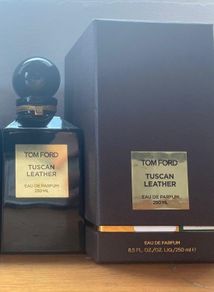 TOM FORD
TUSCAN
LEATHER
EAU DE PARFUM
250 ML
TOM FORD
TUSCAN
LEATHER
EAU DE PARFUM
250 ML
EAU DE PARFUM
8.5 FL. OZ./OZ. LIQ./250 ml ℮